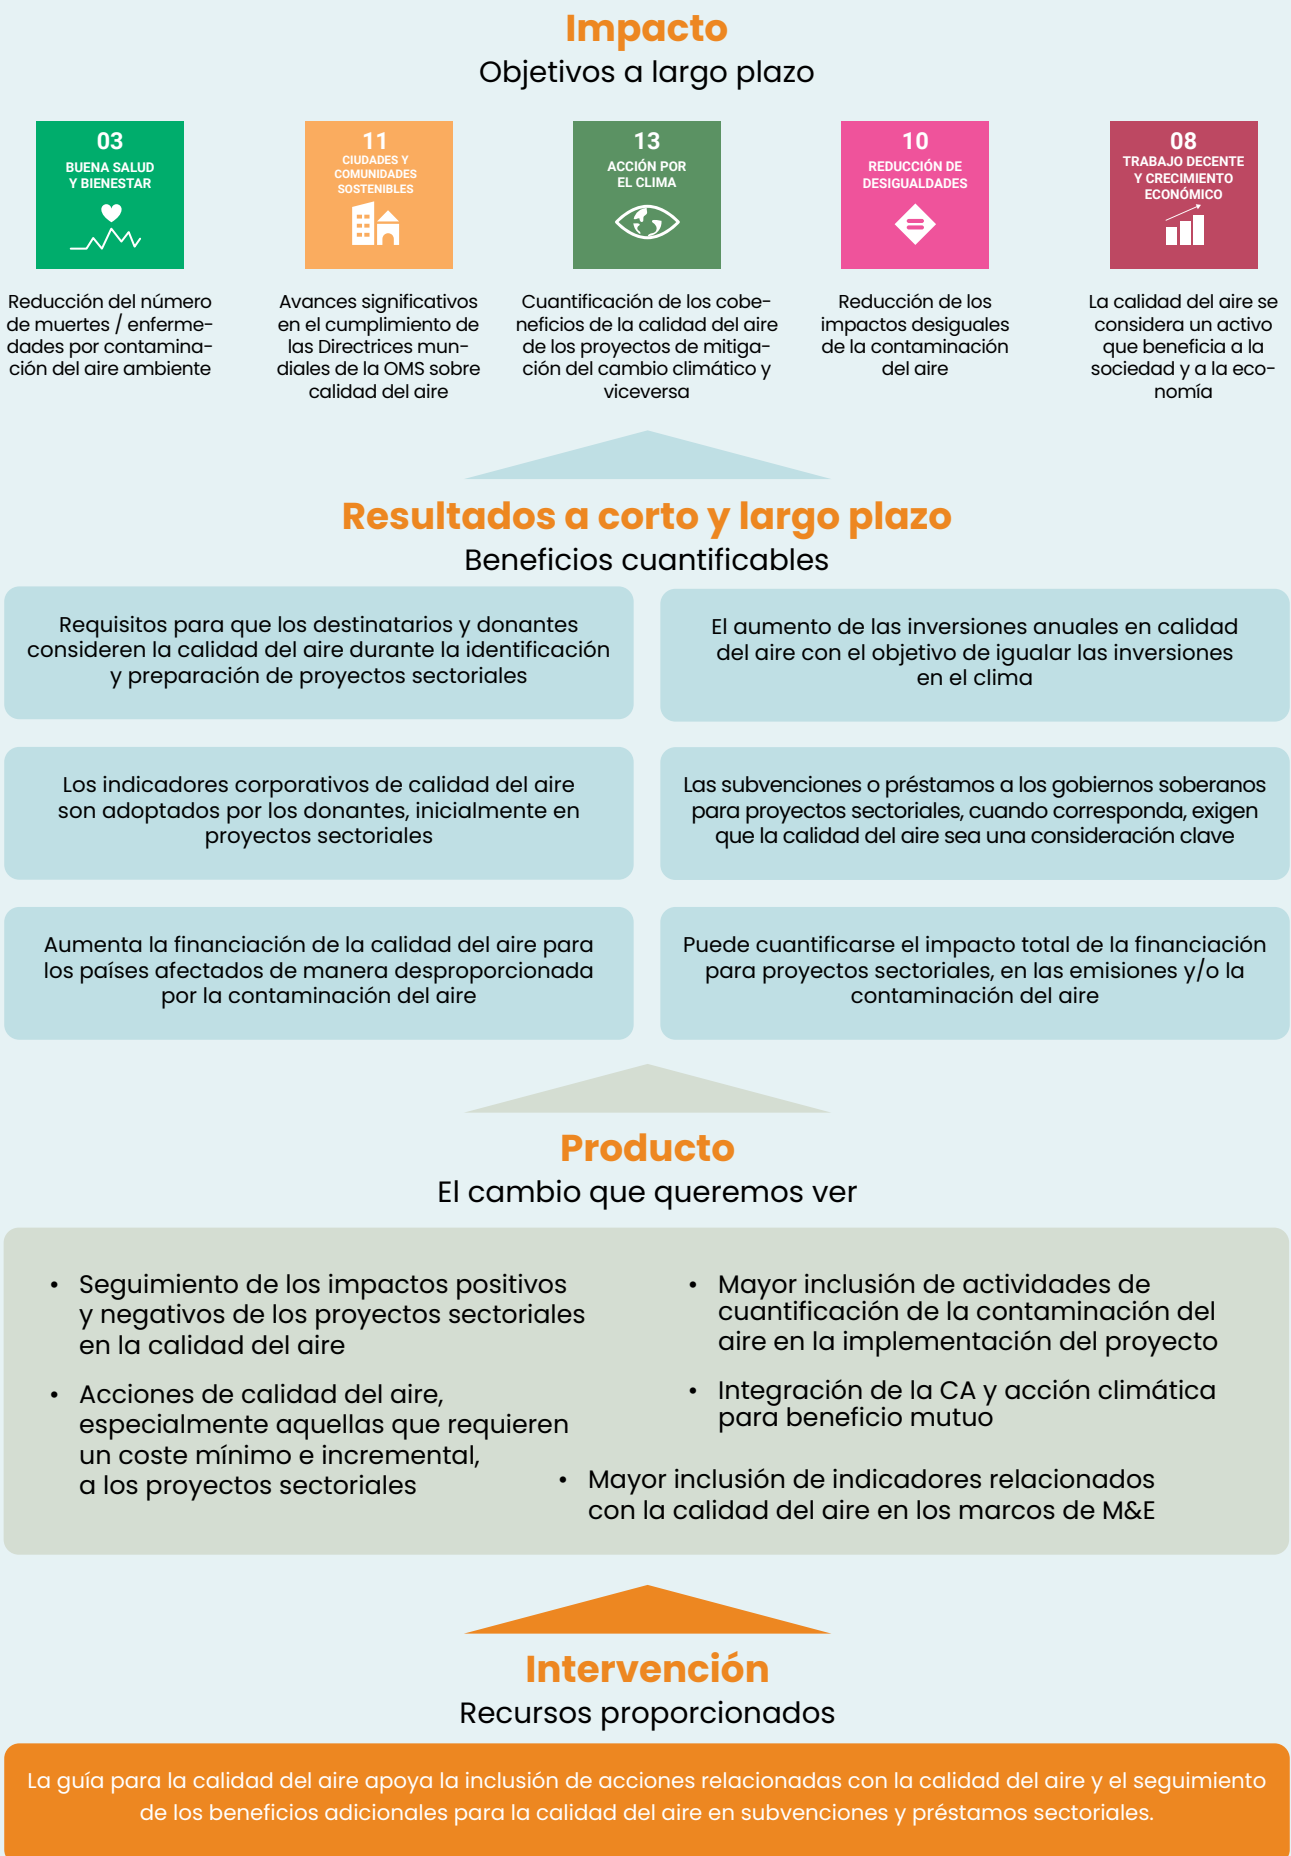 Impacto
Objetivos a largo plazo
03
BUENA SALUD
Y BIENESTAR
11
CIUDADES Y
COMUNIDADES
SOSTENIBLES
13
ACCIÓN POR
EL CLIMA
10
REDUCCIÓN DE
DESIGUALDADES
08
TRABAJO DECENTE
Y CRECIMIENTO
ECONÓMICO
Reducción del número
de muertes / enferme-
dades por contamina-
ción del aire ambiente
Avances significativos
en el cumplimiento de
las Directrices mun-
diales de la OMS sobre
calidad del aire
Cuantificación de los cobe-
neficios de la calidad del aire
de los proyectos de mitiga-
ción del cambio climático y
viceversa
Reducción de los
impactos desiguales
de la contaminación
del aire
La calidad del aire se
considera un activo
que beneficia a la
sociedad y a la eco-
nomía
Resultados a corto y largo plazo
Beneficios cuantificables
Requisitos para que los destinatarios y donantes
consideren la calidad del aire durante la identificación
y preparación de proyectos sectoriales
El aumento de las inversiones anuales en calidad
del aire con el objetivo de igualar las inversiones
en el clima
Los indicadores corporativos de calidad del aire
son adoptados por los donantes, inicialmente en
proyectos sectoriales
Las subvenciones o préstamos a los gobiernos soberanos
para proyectos sectoriales, cuando corresponda, exigen
que la calidad del aire sea una consideración clave
Aumenta la financiación de la calidad del aire para
los países afectados de manera desproporcionada
por la contaminación del aire
Puede cuantificarse el impacto total de la financiación
para proyectos sectoriales, en las emisiones y/o la
contaminación del aire
Producto
El cambio que queremos ver
• Seguimiento de los impactos positivos
y negativos de los proyectos sectoriales
en la calidad del aire
• Acciones de calidad del aire,
especialmente aquellas que requieren
un coste mínimo e incremental,
a los proyectos sectoriales
• Mayor inclusión de actividades de
cuantificación de la contaminación del
aire en la implementación del proyecto
• Integración de la CA y acción climática
para beneficio mutuo
• Mayor inclusión de indicadores relacionados
con la calidad del aire en los marcos de M&E
Intervención
Recursos proporcionados
La guía para la calidad del aire apoya la inclusión de acciones relacionadas con la calidad del aire y el seguimiento
de los beneficios adicionales para la calidad del aire en subvenciones y préstamos sectoriales.